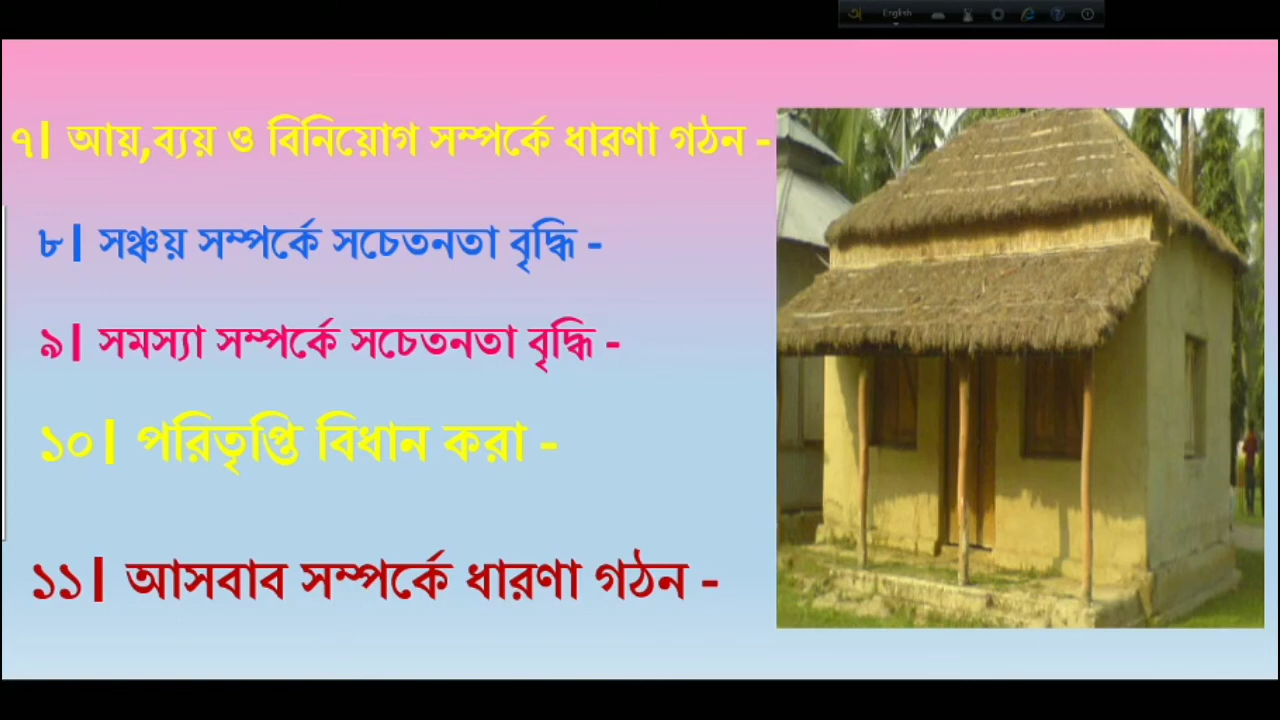 English
৭| আয়,ব্যয় ও বিনিয়োগ সম্পর্কে ধারণা গঠন -
৮| সঞ্চয় সম্পর্কে সচেতনতা বৃদ্ধি -
৯| সমস্যা সম্পর্কে সচেতনতা বৃদ্ধি -
১০| পরিতৃপ্তি বিধান করা -
১১| আসবাব সম্পর্কে ধারণা গঠন -